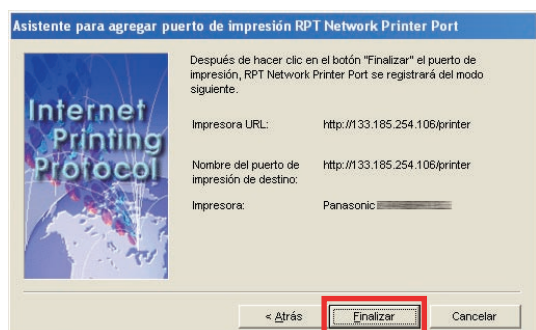 Asistente para agregar puerto de impresión RPT Network Printer Port
Internet
Printing
Protocol
Después de hacer clic en el botón "Finalizar" el puerto de
impresión, RPT Network Printer Port se registrará del modo
siguiente.
Impresora URL: http://133.185.254.106/printer
Nombre del puerto de http://133.185.254.106/printer
impresión de destino:
Impresora: Panasonic
< Atrás Finalizar Cancelar